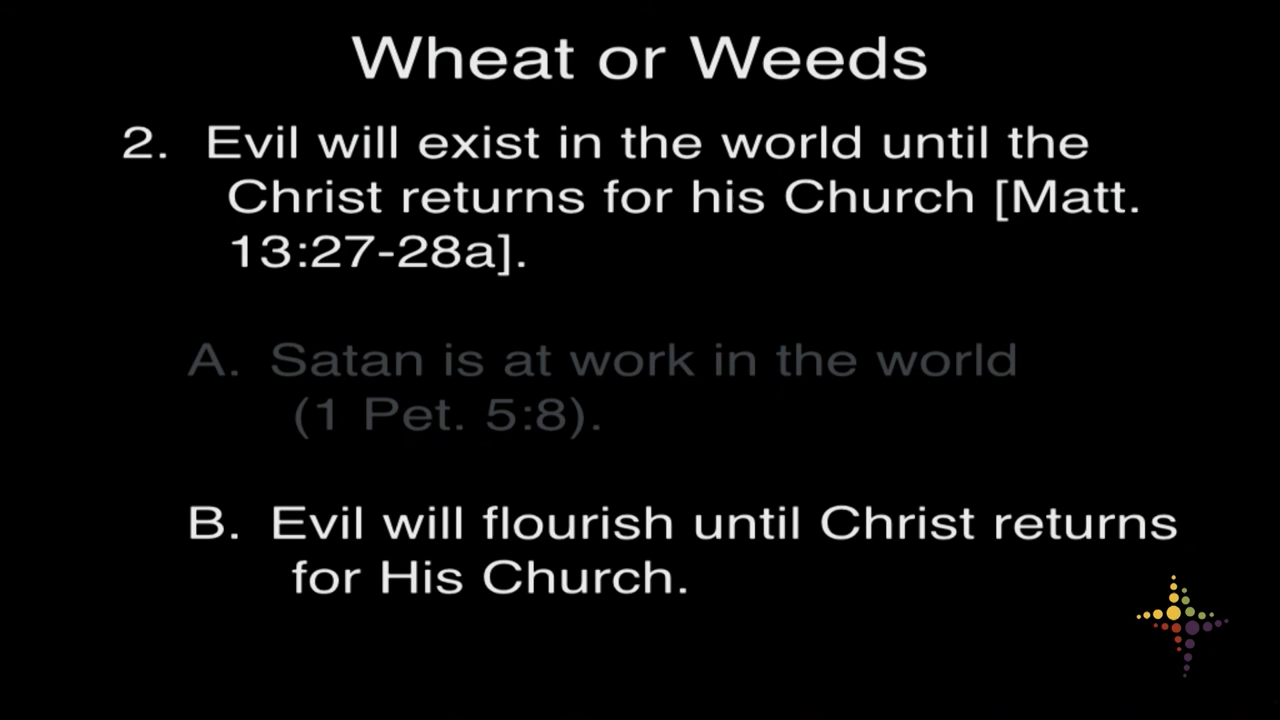 Wheat or Weeds
2. Evil will exist in the world until the
Christ returns for his Church [Matt.
13:27-28a].
A. Satan is at work in the world
(1 Pet. 5:8).
B. Evil will flourish until Christ returns
for His Church.